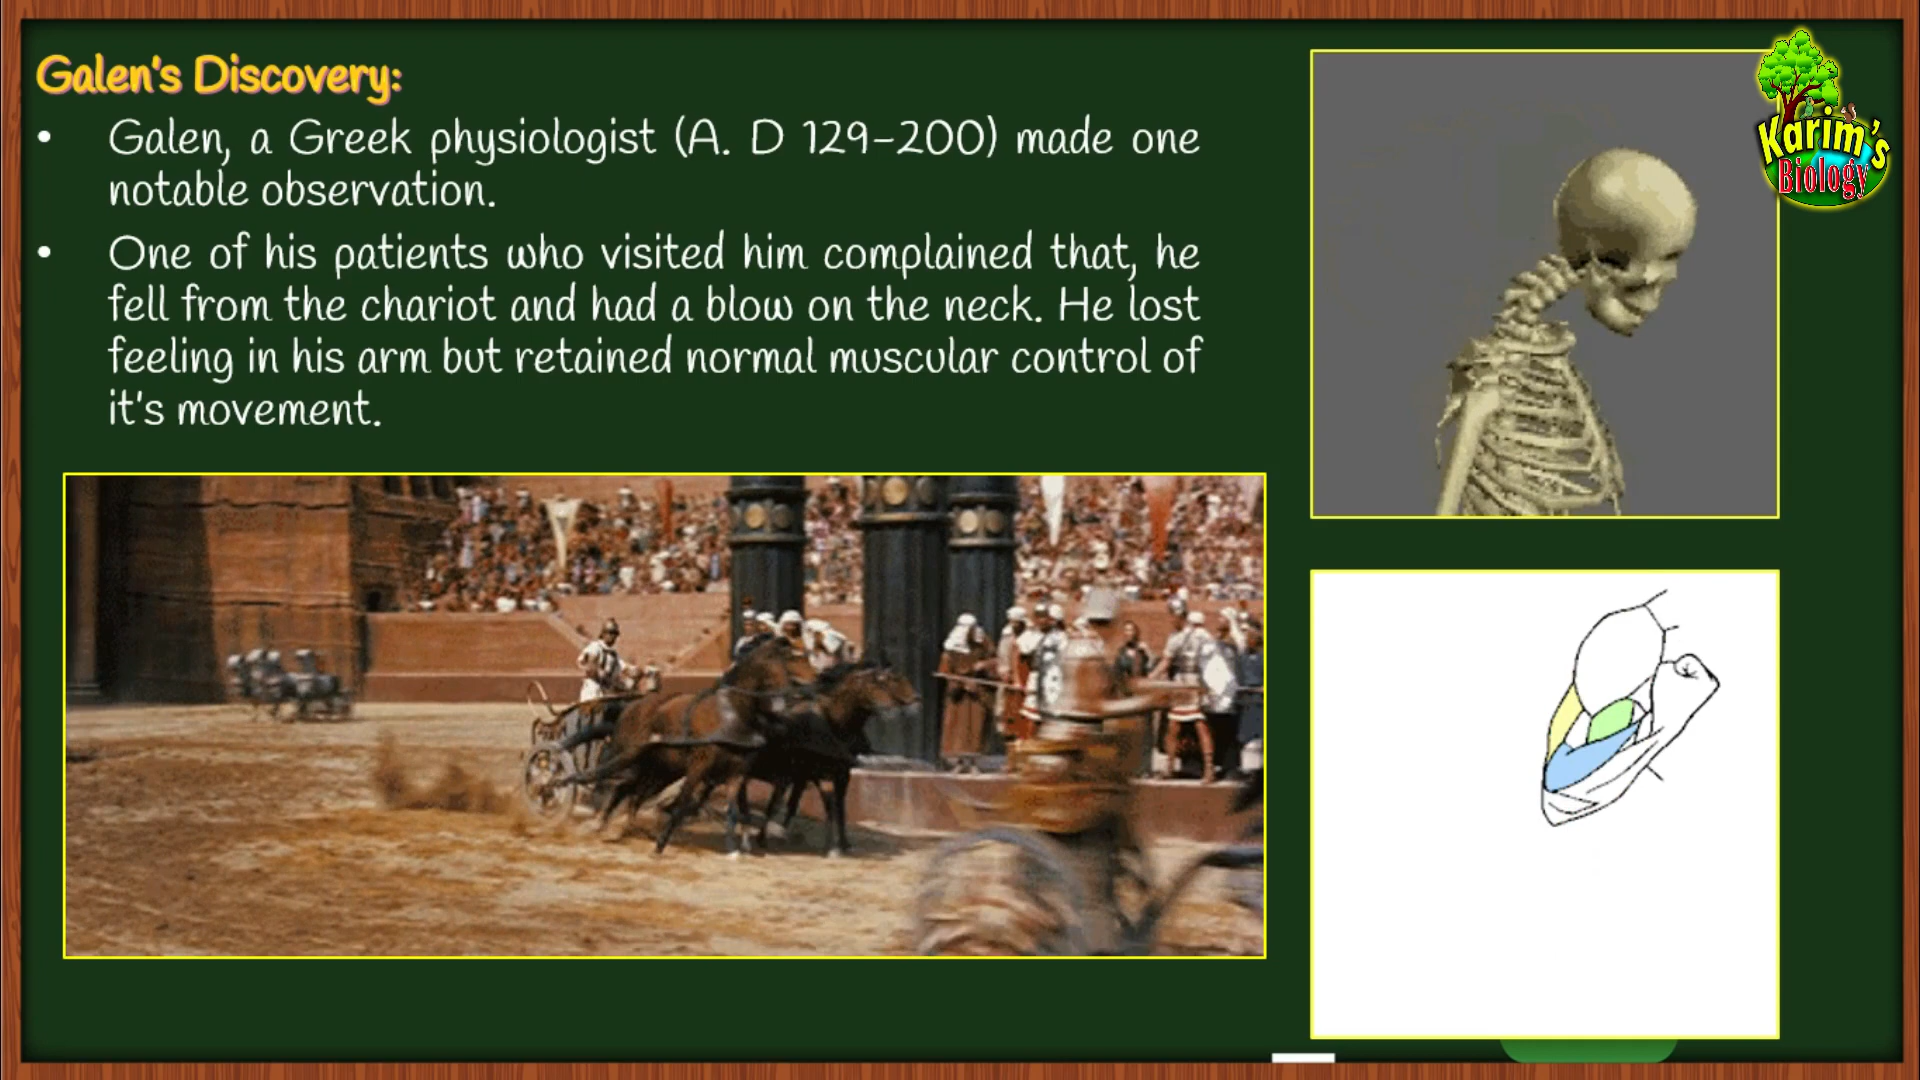 Galen's Discovery:
• Galen, a Greek physiologist (A. D 129-200) made one
notable observation.
• One of his patients who visited him complained that, he
fell from the chariot and had a blow on the neck. He lost
feeling in his arm but retained normal muscular control of
it's movement.
Karim's
Biology